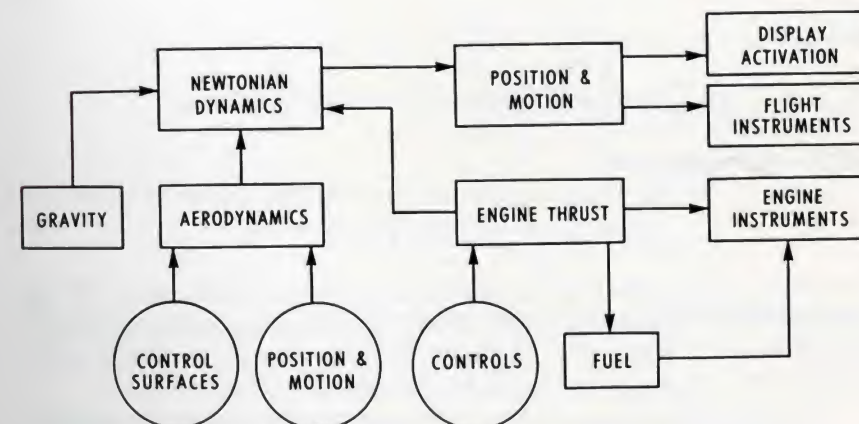 DISPLAY
ACTIVATION
NEWTONIAN
DYNAMICS
POSITION &
MOTION
FLIGHT
INSTRUMENTS
GRAVITY
AERODYNAMICS
ENGINE THRUST
ENGINE
INSTRUMENTS
CONTROL
SURFACES
POSITION &
MOTION
CONTROLS
FUEL